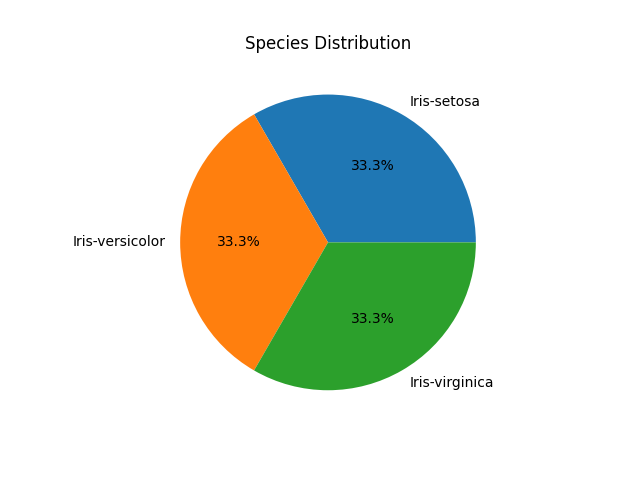 Species Distribution
Iris-setosa
33.3%
Iris-versicolor
33.3%
33.3%
Iris-virginica